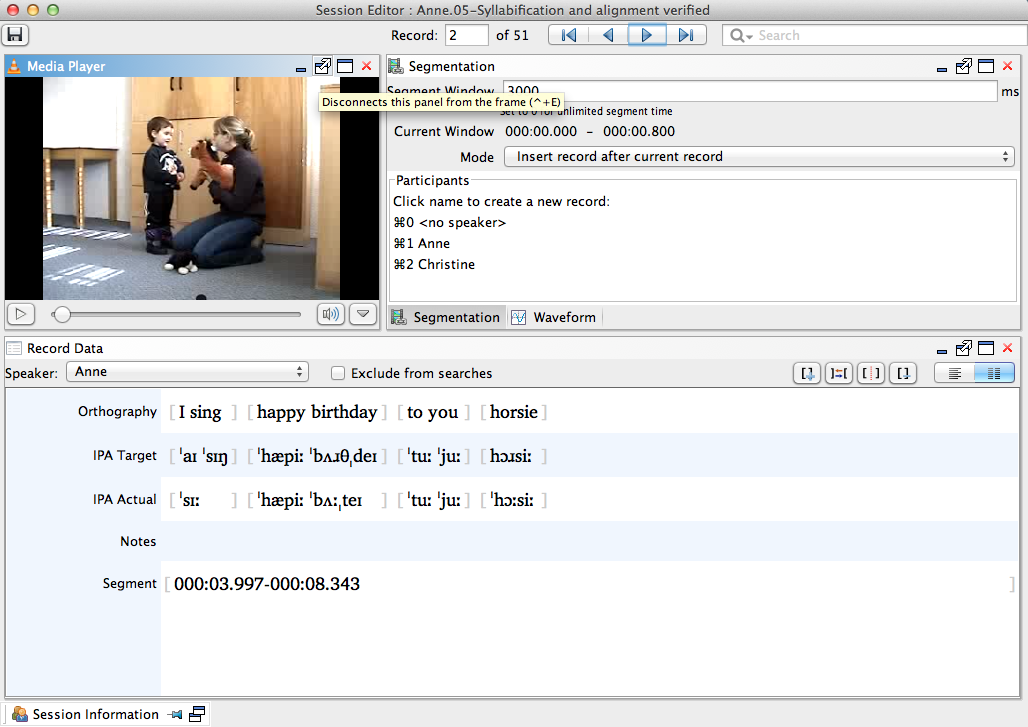 Session Editor : Anne.05-Syllabification and alignment verified
Record: 2 of 51 Search
Media Player
Segmentation
Segment Window 3000 ms
Disconnects this panel from the frame (^+E)
Set to 0 for unlimited segment time
Current Window 000:00.000 – 000:00.800
Mode Insert record after current record
Participants
Click name to create a new record:
⌘0 <no speaker>
⌘1 Anne
⌘2 Christine
Segmentation Waveform
Record Data
Speaker: Anne Exclude from searches
Orthography [ I sing ] [ happy birthday ] [ to you ] [ horsie ]
IPA Target [ ˈaɪ ˈsɪŋ ] [ ˈhæpiː ˈbʌɹθˌdeɪ ] [ ˈtuː ˈjuː ] [ hɔɹsiː ]
IPA Actual [ ˈsɪː ] [ ˈhæpiː ˈbʌːˌteɪ ] [ ˈtuː ˈjuː ] [ ˈhɔːsiː ]
Notes
Segment [ 000:03.997-000:08.343 ]
Session Information